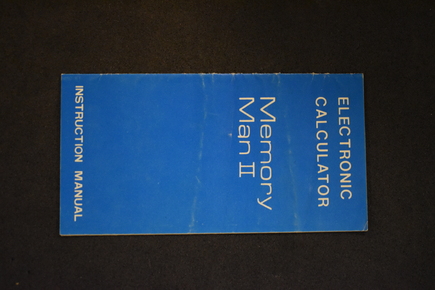 ELECTRONIC
CALCULATOR
Memory
Man II
INSTRUCTION MANUAL